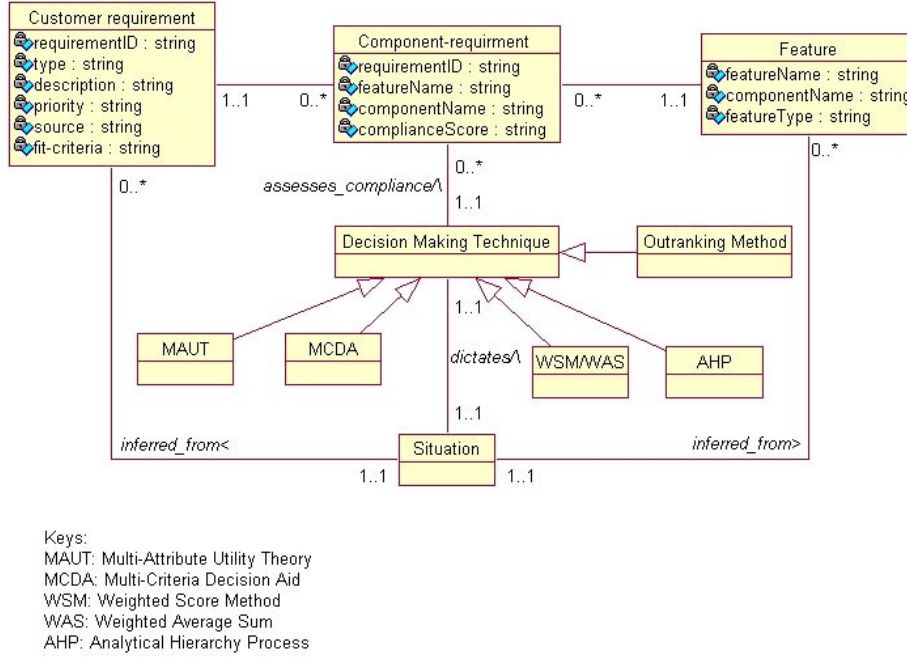 Customer requirement
requirementID : string
type : string
description : string
priority : string
source : string
fit-criteria : string
Component-requirment
requirementID : string
featureName : string
componentName : string
complianceScore : string
Feature
featureName : string
componentName : string
featureType : string
1..1
0..*
0..*
1..1
0..*
0..*
0..*
assesses_compliance/\
1..1
Decision Making Technique
Outranking Method
1..1
MAUT
MCDA
dictates/\
WSM/WAS
AHP
1..1
inferred_from<
Situation
inferred_from>
1..1
1..1
Keys:
MAUT: Multi-Attribute Utility Theory
MCDA: Multi-Criteria Decision Aid
WSM: Weighted Score Method
WAS: Weighted Average Sum
AHP: Analytical Hierarchy Process